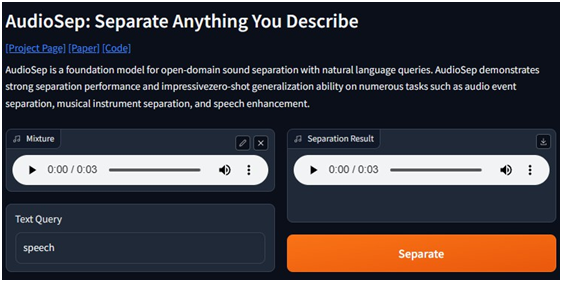 AudioSep: Separate Anything You Describe
[Project Page] [Paper] [Code]
AudioSep is a foundation model for open-domain sound separation with natural language queries. AudioSep demonstrates
strong separation performance and impressivezero-shot generalization ability on numerous tasks such as audio event
separation, musical instrument separation, and speech enhancement.
Mixture
0:00 / 0:03
Separation Result
0:00 / 0:03
Text Query
speech
Separate